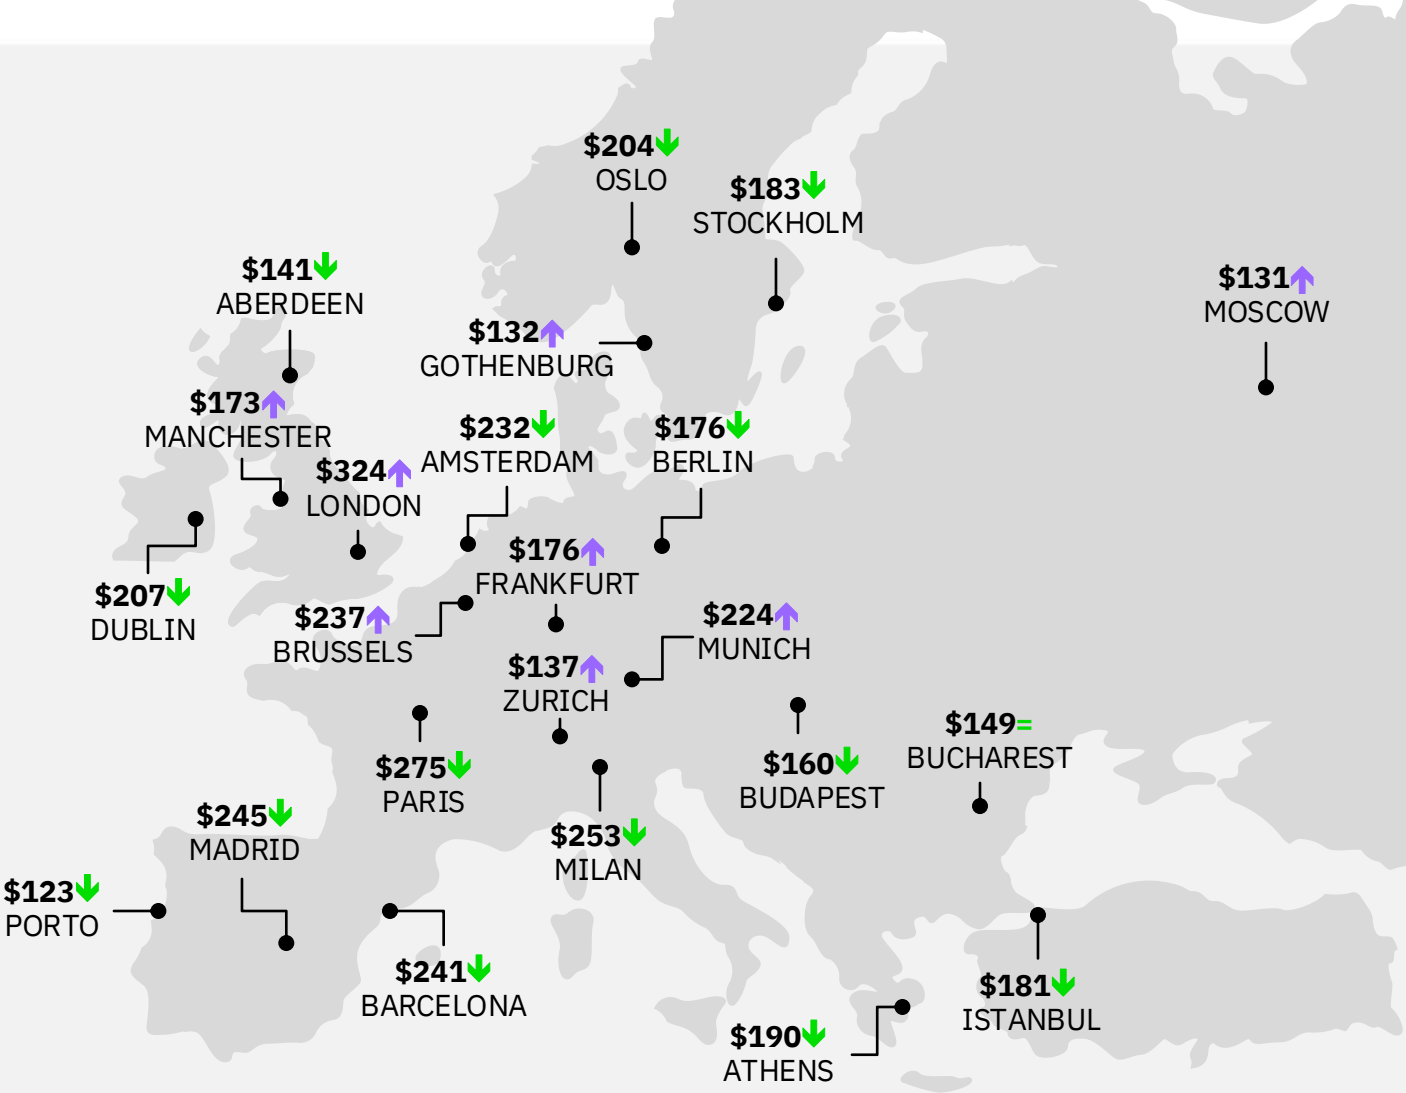 $204
OSLO
$183
STOCKHOLM
$141
ABERDEEN
$131
MOSCOW
$132
GOTHENBURG
$173
MANCHESTER
$232
AMSTERDAM
$176
BERLIN
$324
LONDON
$176
FRANKFURT
$207
DUBLIN
$237
BRUSSELS
$224
MUNICH
$137
ZURICH
$149=
BUCHAREST
$275
PARIS
$160
BUDAPEST
$245
MADRID
$253
MILAN
$123
PORTO
$241
BARCELONA
$181
ISTANBUL
$190
ATHENS